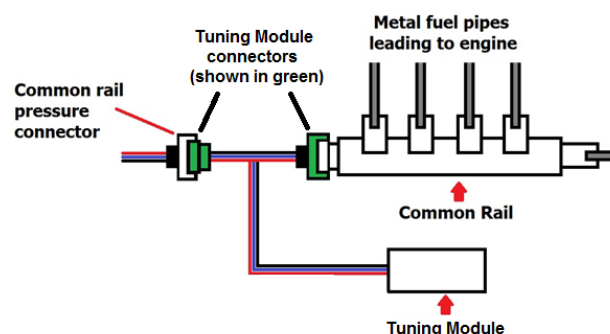 Tuning Module
connectors
(shown in green)
Metal fuel pipes
leading to engine
Common rail
pressure
connector
Common Rail
Tuning Module